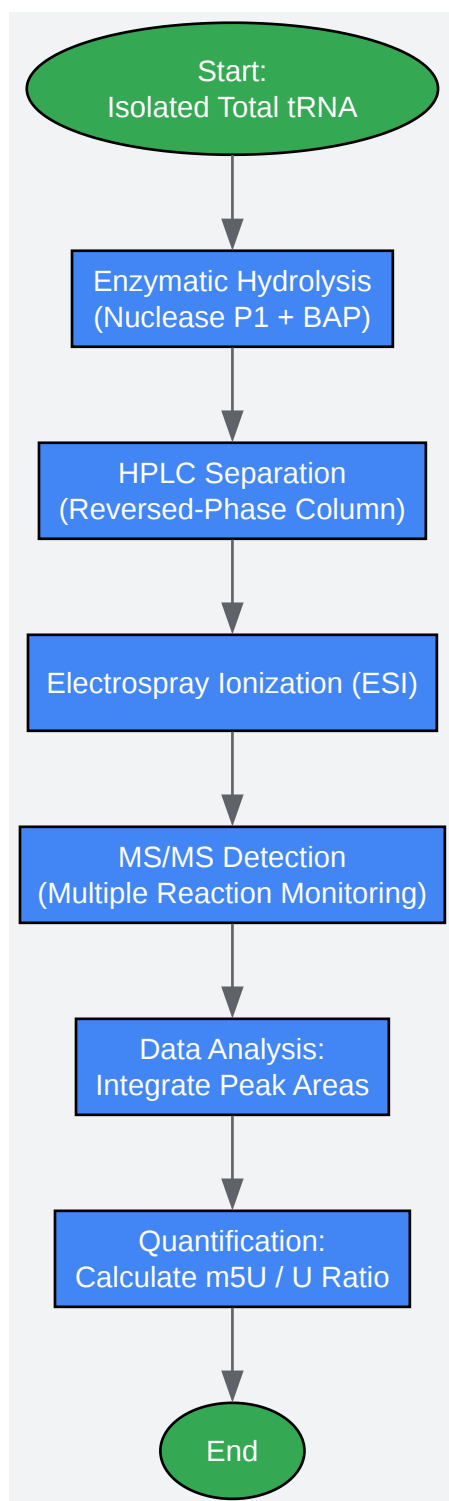 Start:
Isolated Total tRNA
Enzymatic Hydrolysis
(Nuclease P1 + BAP)
HPLC Separation
(Reversed-Phase Column)
Electrospray Ionization (ESI)
MS/MS Detection
(Multiple Reaction Monitoring)
Data Analysis:
Integrate Peak Areas
Quantification:
Calculate m5U / U Ratio
End